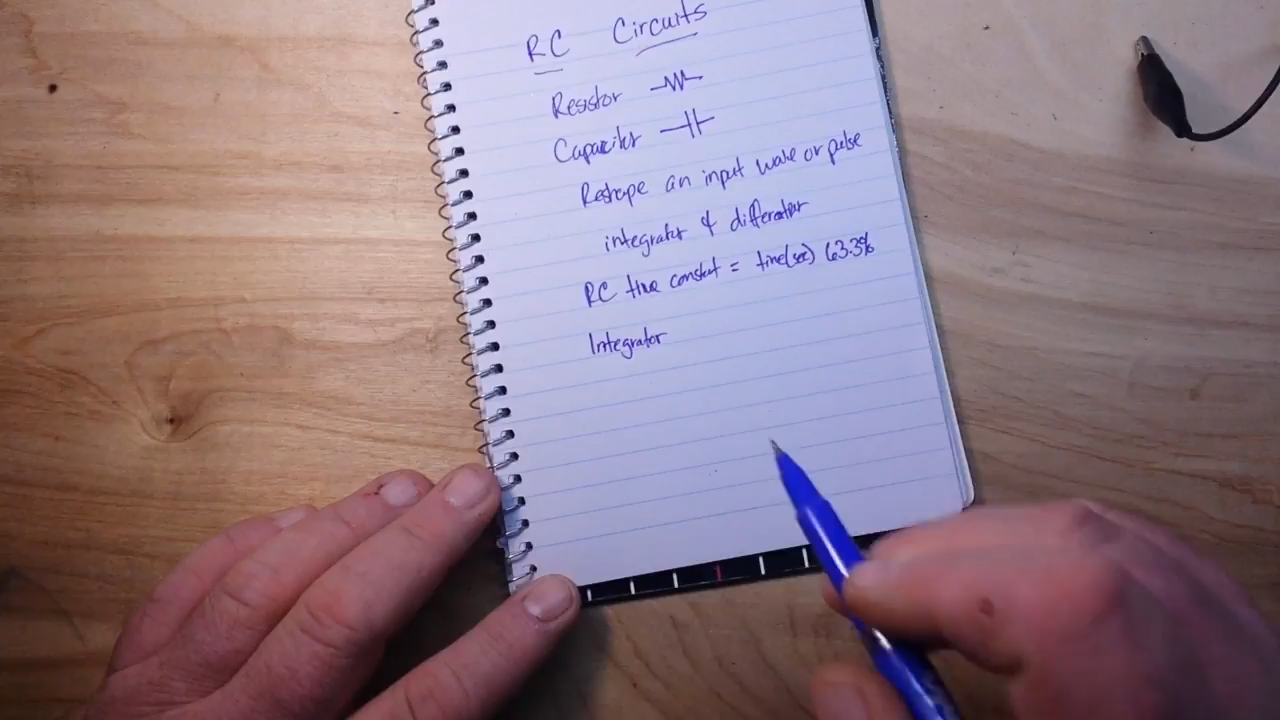 RC Circuits
Resistor
Capacitor
Reshape an input wave or pulse
integrator & differentator
RC time constant = time(sec) 63.3%
Integrator